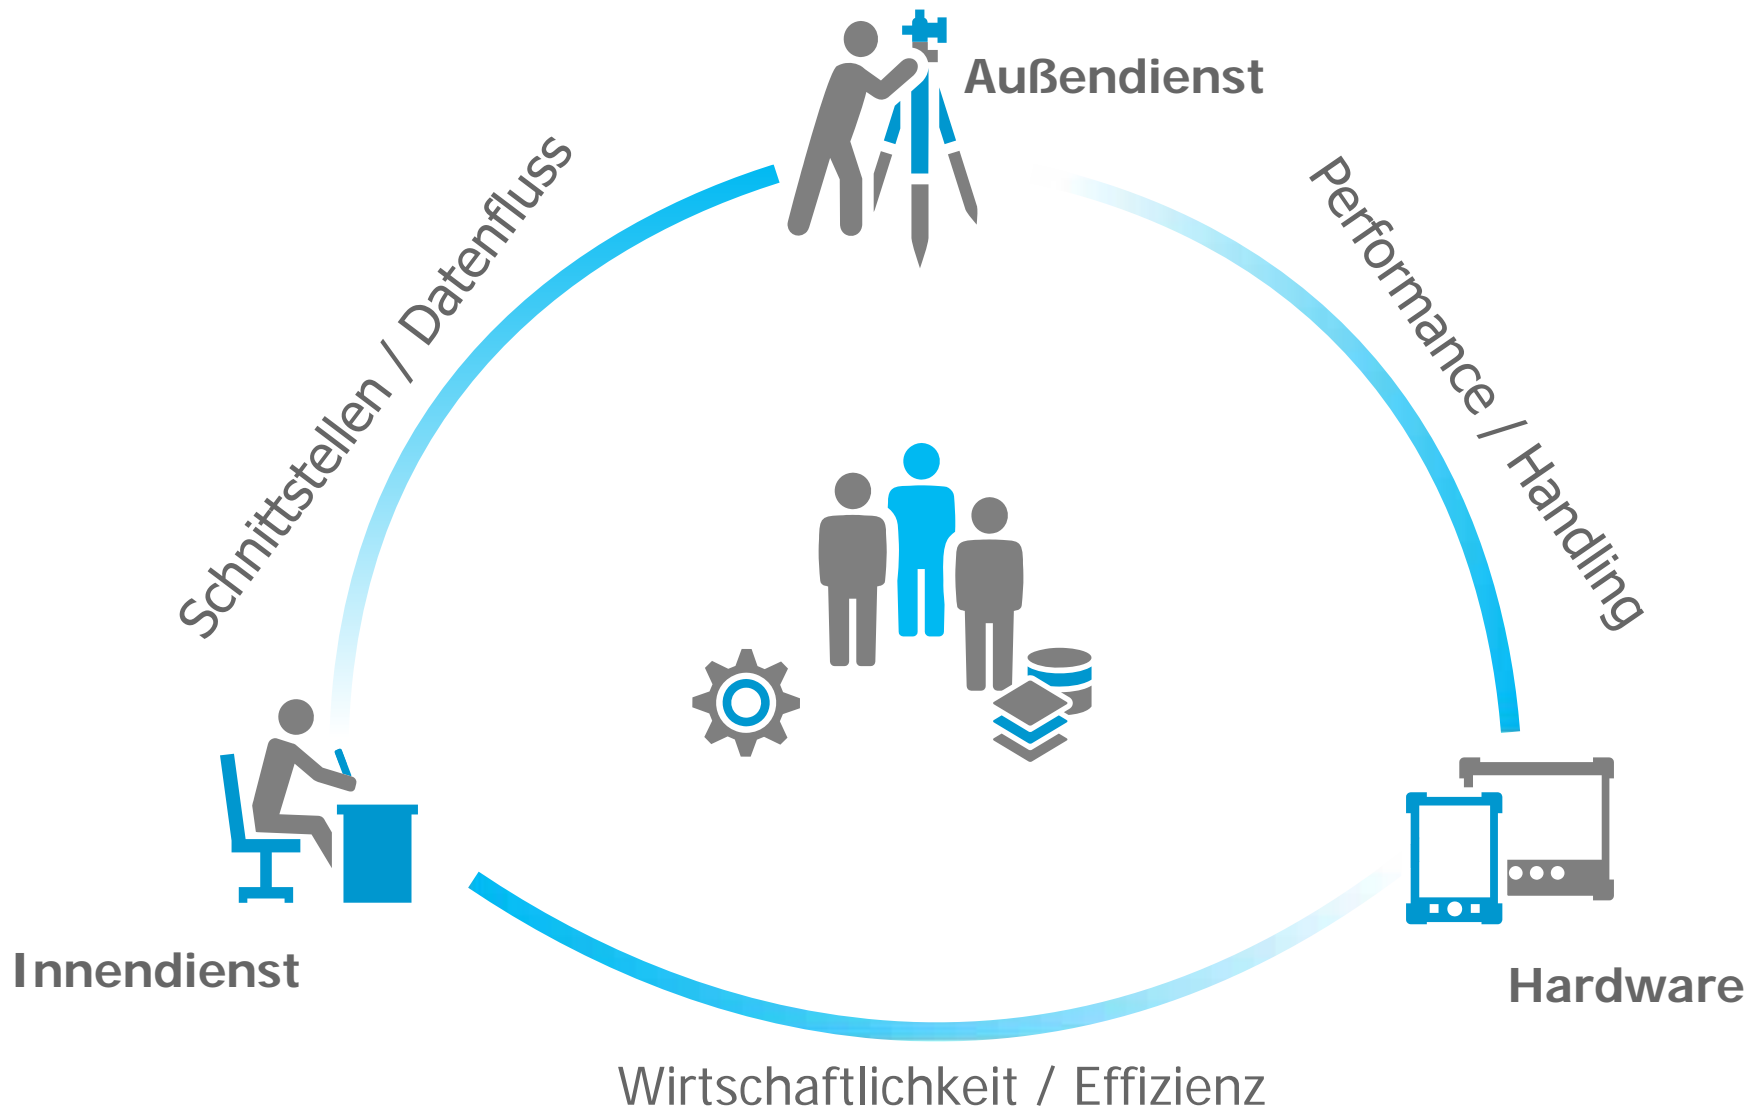 Außendienst
Schnittstellen / Datenfluss
Performance / Handling
Innendienst
Hardware
Wirtschaftlichkeit / Effizienz